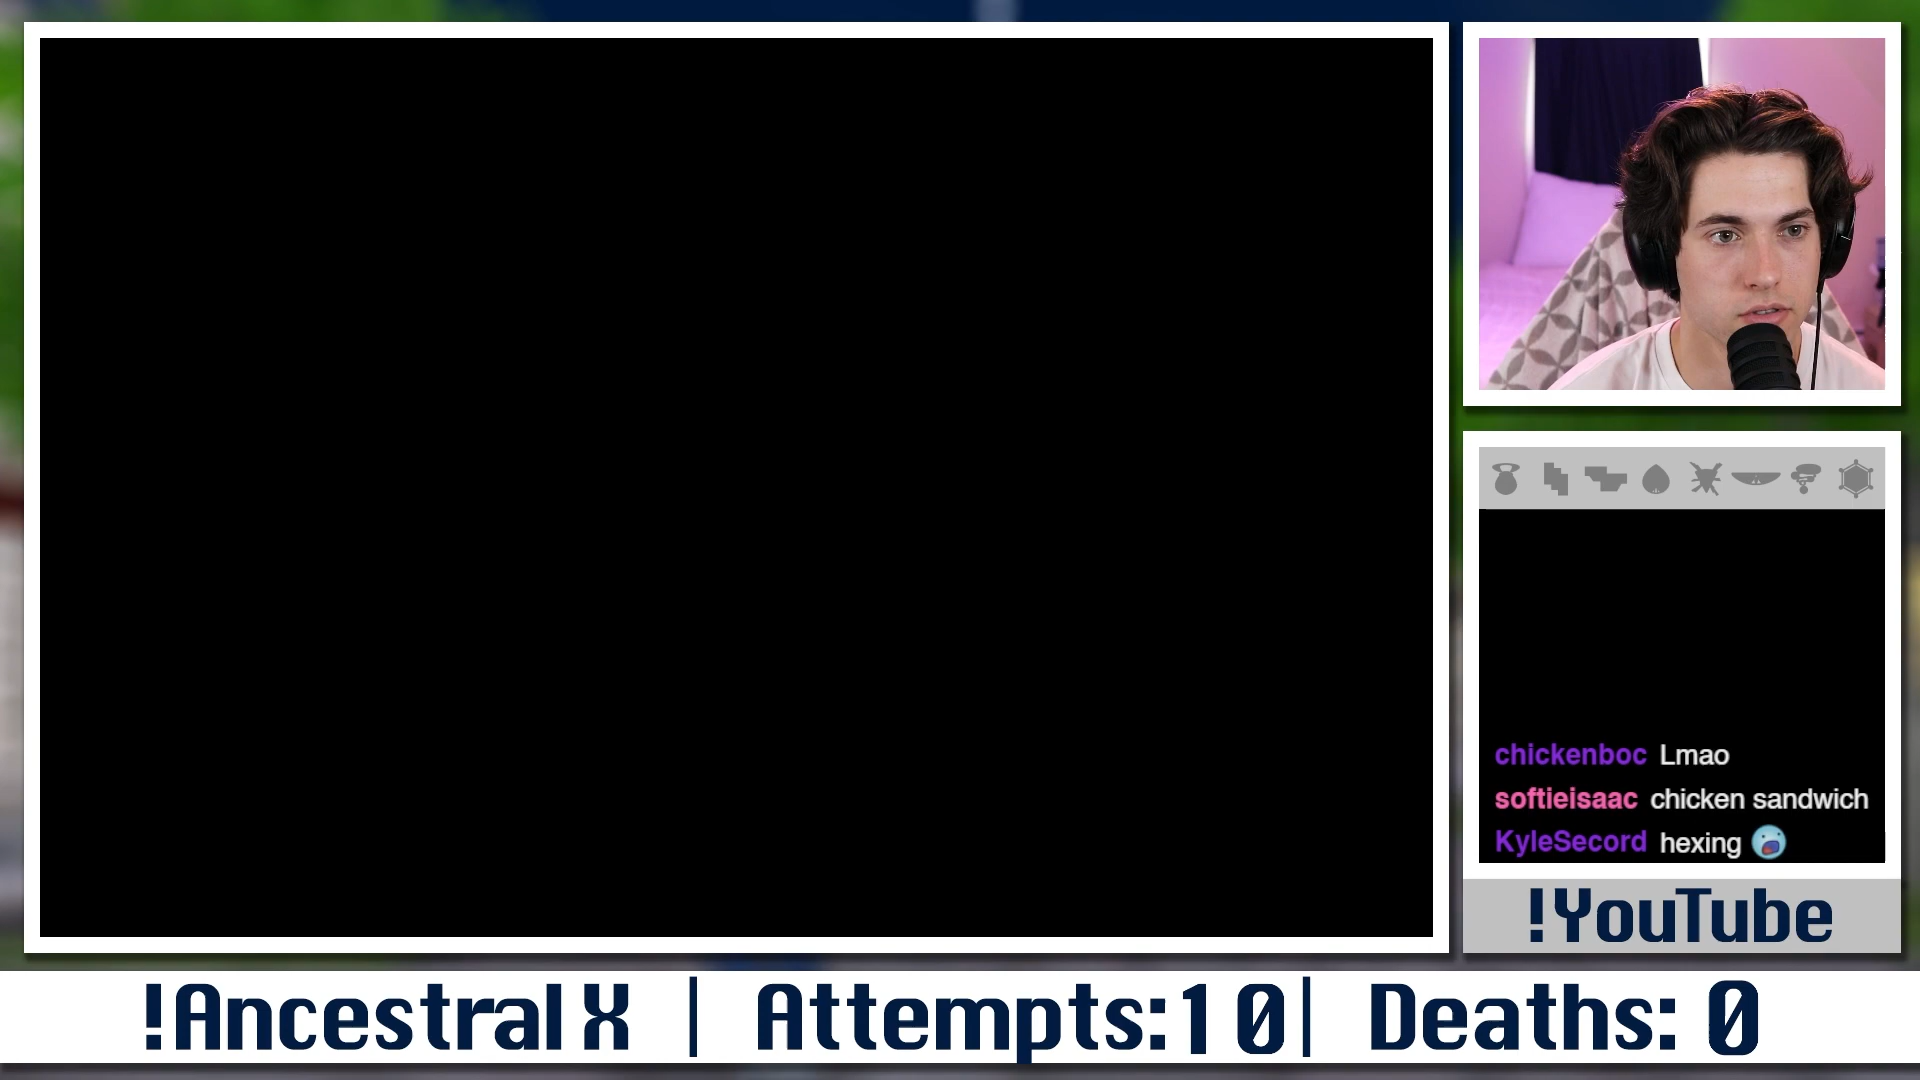 chickenboc Lmao
softieisaac chicken sandwich
KyleSecord hexing
!YouTube
!Ancestral X | Attempts:10| Deaths: 0